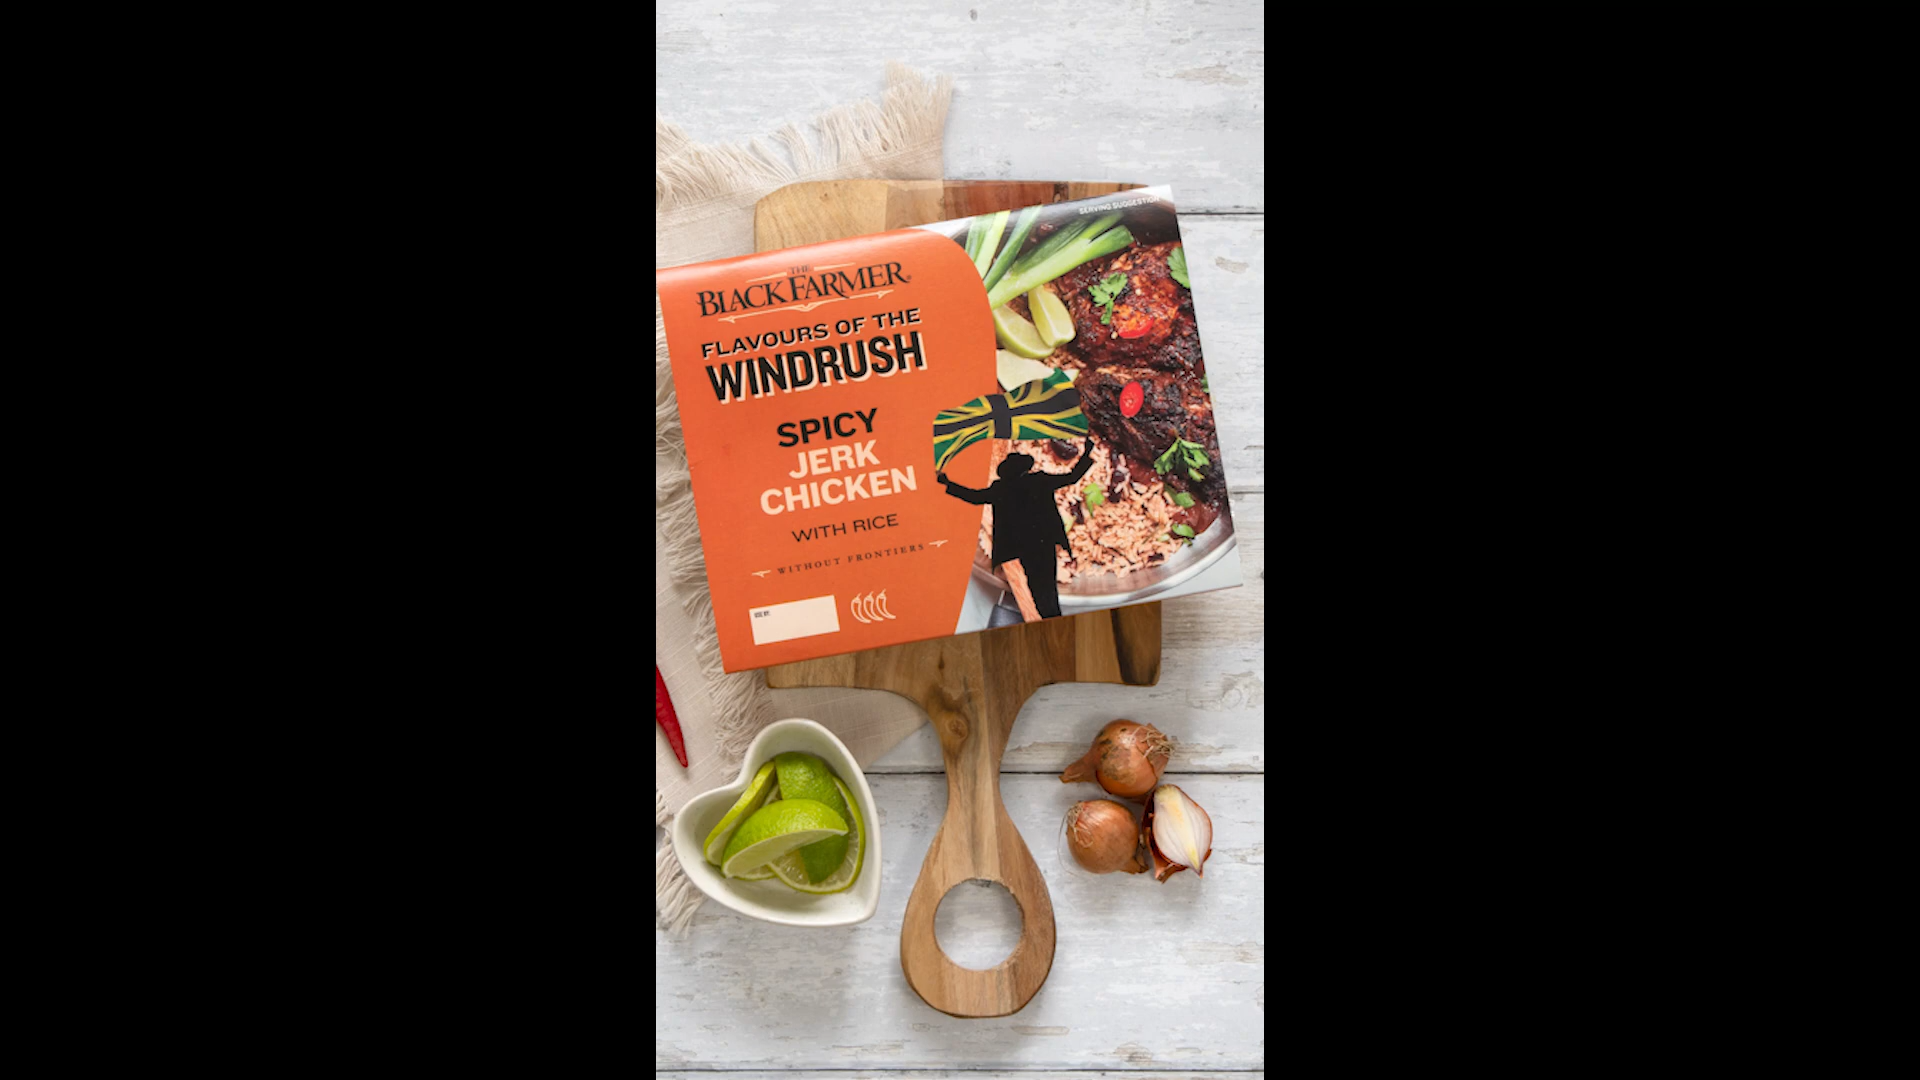 SERVING SUGGESTION
THE
BLACK FARMER®
FLAVOURS OF THE
WINDRUSH
SPICY
JERK
CHICKEN
WITH RICE
WITHOUT FRONTIERS
USE BY: